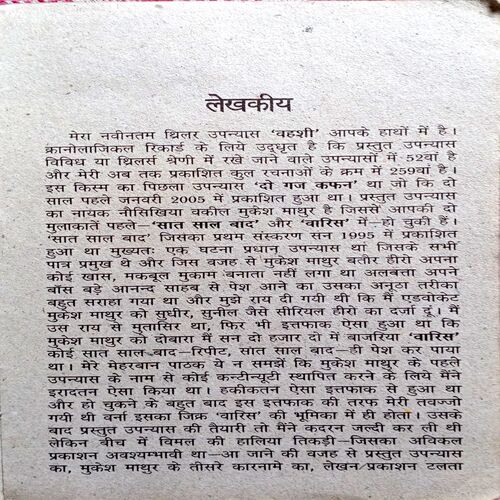 लेखकीय
मेरा नवीनतम थ्रिलर उपन्यास 'वहशी' आपके हाथों में है।
क्रानोलाजिकल रिकार्ड के लिये उद्धृत है कि प्रस्तुत उपन्यास
विविध या थ्रिलर्स श्रेणी में रखे जाने वाले उपन्यासों में 52वां है
और मेरी अब तक प्रकाशित कुल रचनाओं के क्रम में 259वां है।
इस किस्म का पिछला उपन्यास 'दो गज कफन' था जो कि दो
साल पहले जनवरी 2005 में प्रकाशित हुआ था। प्रस्तुत उपन्यास
का नायक नौसिखिया वकील मुकेश माथुर है जिससे आपकी दो
मुलाकातें पहले—'सात साल बाद' और 'वारिस' में—हो चुकी हैं।
'सात साल बाद' जिसका प्रथम संस्करण सन 1995 में प्रकाशित
हुआ था मुख्यतः एक घटना प्रधान उपन्यास था जिसके सभी
पात्र प्रमुख थे और जिस वजह से मुकेश माथुर बतौर हीरो अपना
कोई खास, मकबूल मुकाम बनाता नहीं लगा था अलबत्ता अपने
बॉस बड़े आनन्द साहब से पेश आने का उसका अनूठा तरीका
बहुत सराहा गया था और मुझे राय दी गयी थी कि मैं एडवोकेट
मुकेश माथुर को सुधीर, सुनील जैसे सीरियल हीरो का दर्जा दूं। मैं
उस राय से मुतासिर था, फिर भी इत्तफाक ऐसा हुआ था कि
मुकेश माथुर को दोबारा मैं सन दो हजार दो में बाजरिया 'वारिस'
कोई सात साल बाद—रिपीट, सात साल बाद—ही पेश कर पाया
था। मेरे मेहरबान पाठक ये न समझें कि मुकेश माथुर के पहले
उपन्यास के नाम से कोई कान्टीन्यूटी स्थापित करने के लिये मैंने
इरादतन ऐसा किया था। हकीकतन ऐसा इत्तफाक से हुआ था
और हो चुकने के बहुत बाद इस इत्तफाक की तरफ मेरी तवज्जो
गयी थी वर्ना इसका जिक्र 'वारिस' की भूमिका में ही होता। उसके
बाद प्रस्तुत उपन्यास की तैयारी तो मैंने कदरन जल्दी कर ली थी
लेकिन बीच में विमल की हालिया तिकड़ी—जिसका अविकल
प्रकाशन अवश्यम्भावी था—आ जाने की वजह से प्रस्तुत उपन्यास
का, मुकेश माथुर के तीसरे कारनामे का, लेखन/प्रकाशन टलता